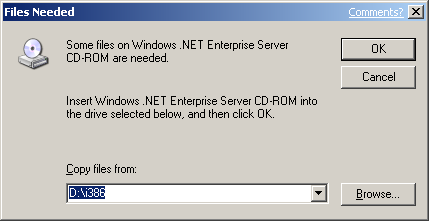 Files Needed
Comments?
Some files on Windows .NET Enterprise Server
CD-ROM are needed.
OK
Cancel
Insert Windows .NET Enterprise Server CD-ROM into
the drive selected below, and then click OK.
Copy files from:
D:\i386
Browse...